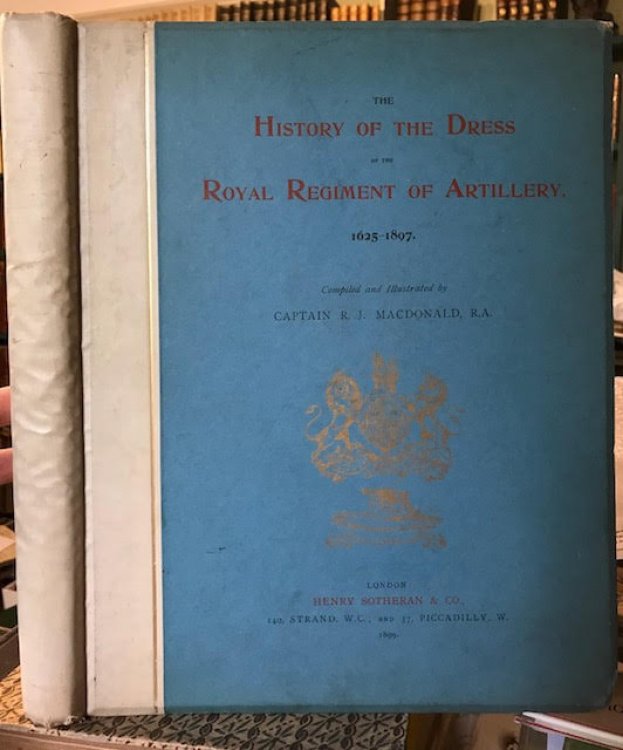 THE
HISTORY OF THE DRESS
OF THE
ROYAL REGIMENT OF ARTILLERY.
1625-1897.
Compiled and Illustrated by
CAPTAIN R. J. MACDONALD, R.A.
LONDON
HENRY SOTHERAN & CO.,
140, STRAND, W.C.; AND 37, PICCADILLY, W.
1899.